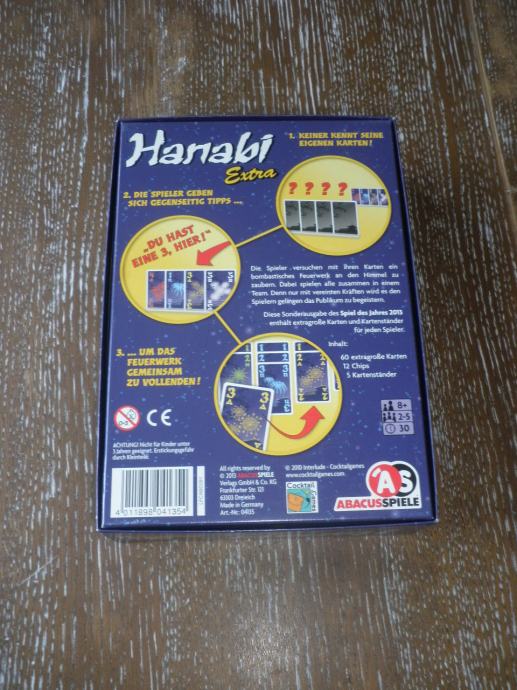 Hanabi
Extra
1. KEINER KENNT SEINE
EIGENEN KARTEN!
2. DIE SPIELER GEBEN
SICH GEGENSEITIG TIPPS ...
? ? ? ?
„DU HAST
EINE 3, HIER!"
Die Spieler versuchen mit ihren Karten ein
bombastisches Feuerwerk an den Himmel zu
zaubern. Dabei spielen alle zusammen in einem
Team. Denn nur mit vereinten Kräften wird es den
Spielern gelingen das Publikum zu begeistern.
Diese Sonderausgabe des Spiel des Jahres 2013
enthält extragroße Karten und Kartenständer
für jeden Spieler.
Inhalt:
60 extragroße Karten
12 Chips
5 Kartenständer
3. ... UM DAS
FEUERWERK
GEMEINSAM
ZU VOLLENDEN!
8+
2-5
30
0-3
CE
ACHTUNG! Nicht für Kinder unter
3 Jahren geeignet. Erstickungsgefahr
durch Kleinteile.
4 011898 041354
All rights reserved by
© 2013 ABACUSSPIELE
Verlags GmbH & Co. KG
Frankfurter Str. 121
63303 Dreieich
Made in Germany
Art.-Nr.: 04135
© 2010 Interlude - Cocktailgames
www.cocktailgames.com
Cocktail
Games
AS
ABACUSSPIELE